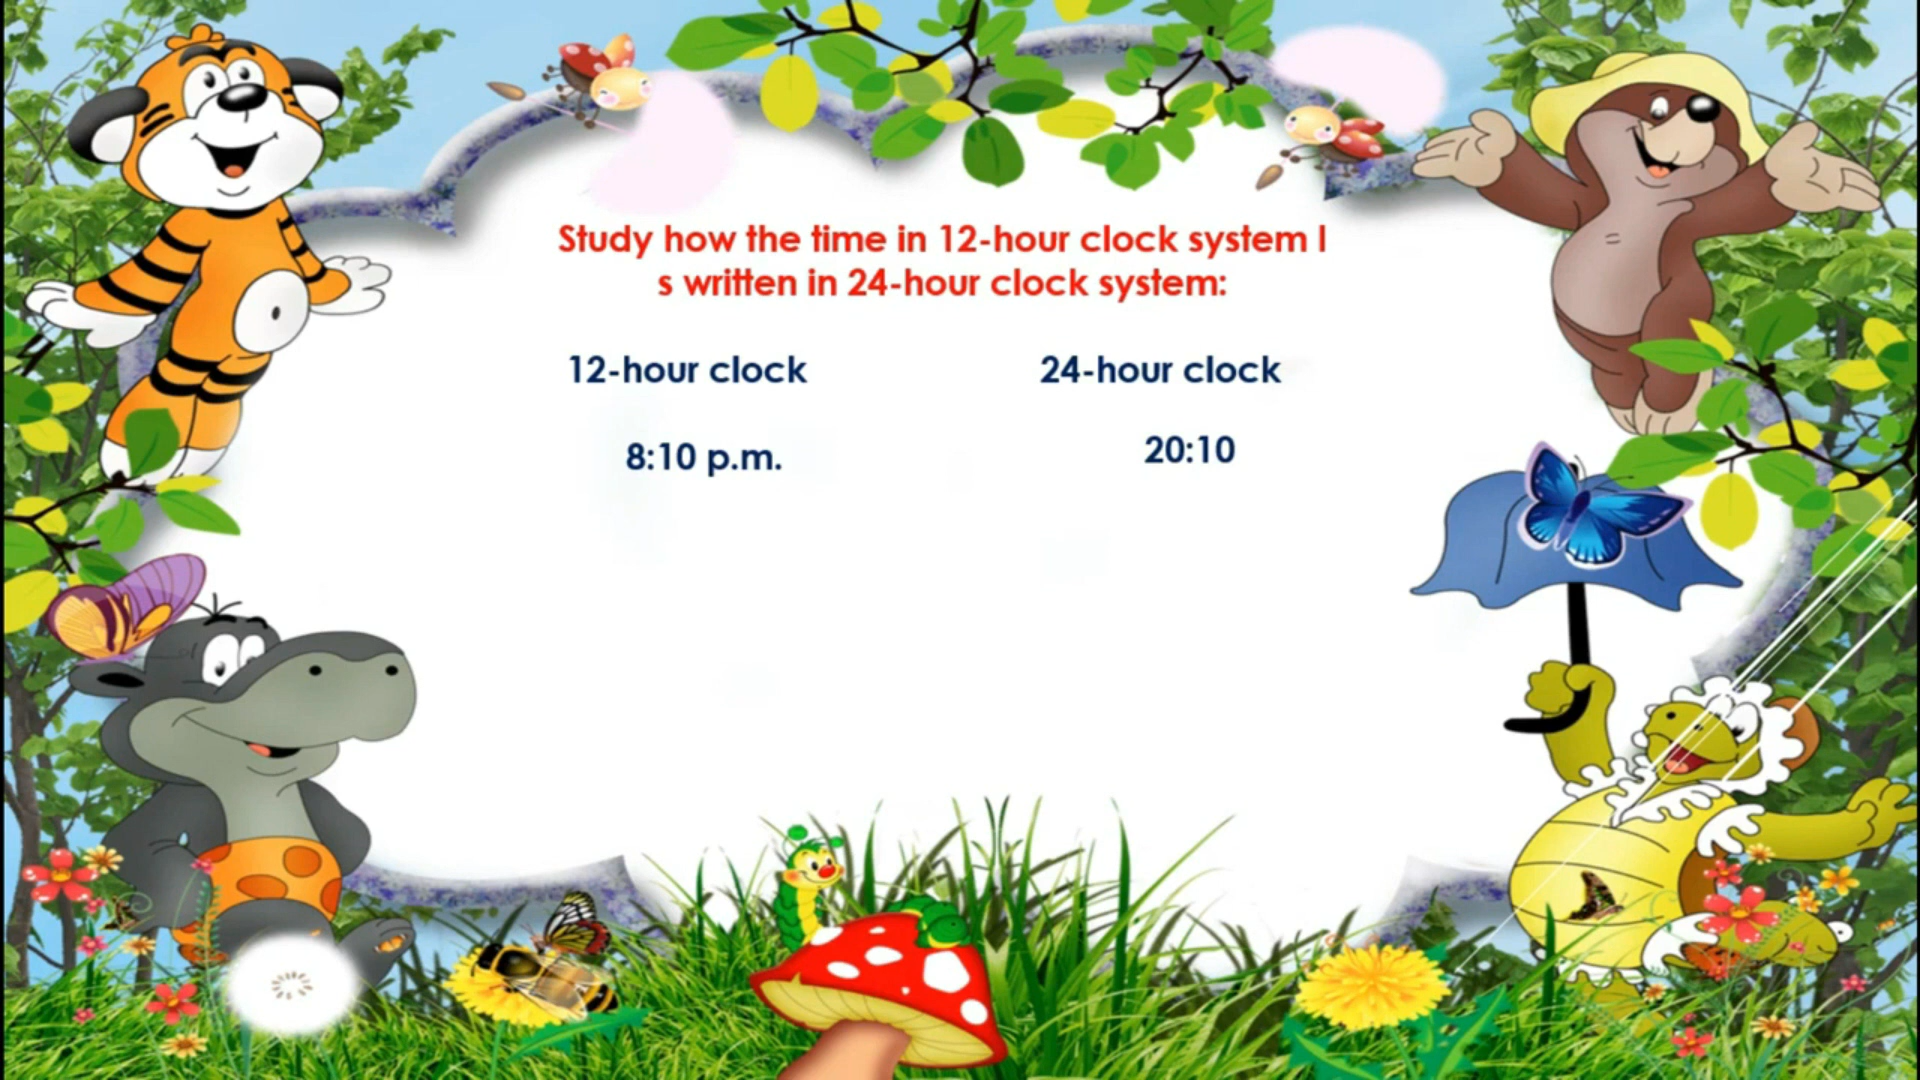 Study how the time in 12-hour clock system I
s written in 24-hour clock system:
12-hour clock 24-hour clock
8:10 p.m. 20:10